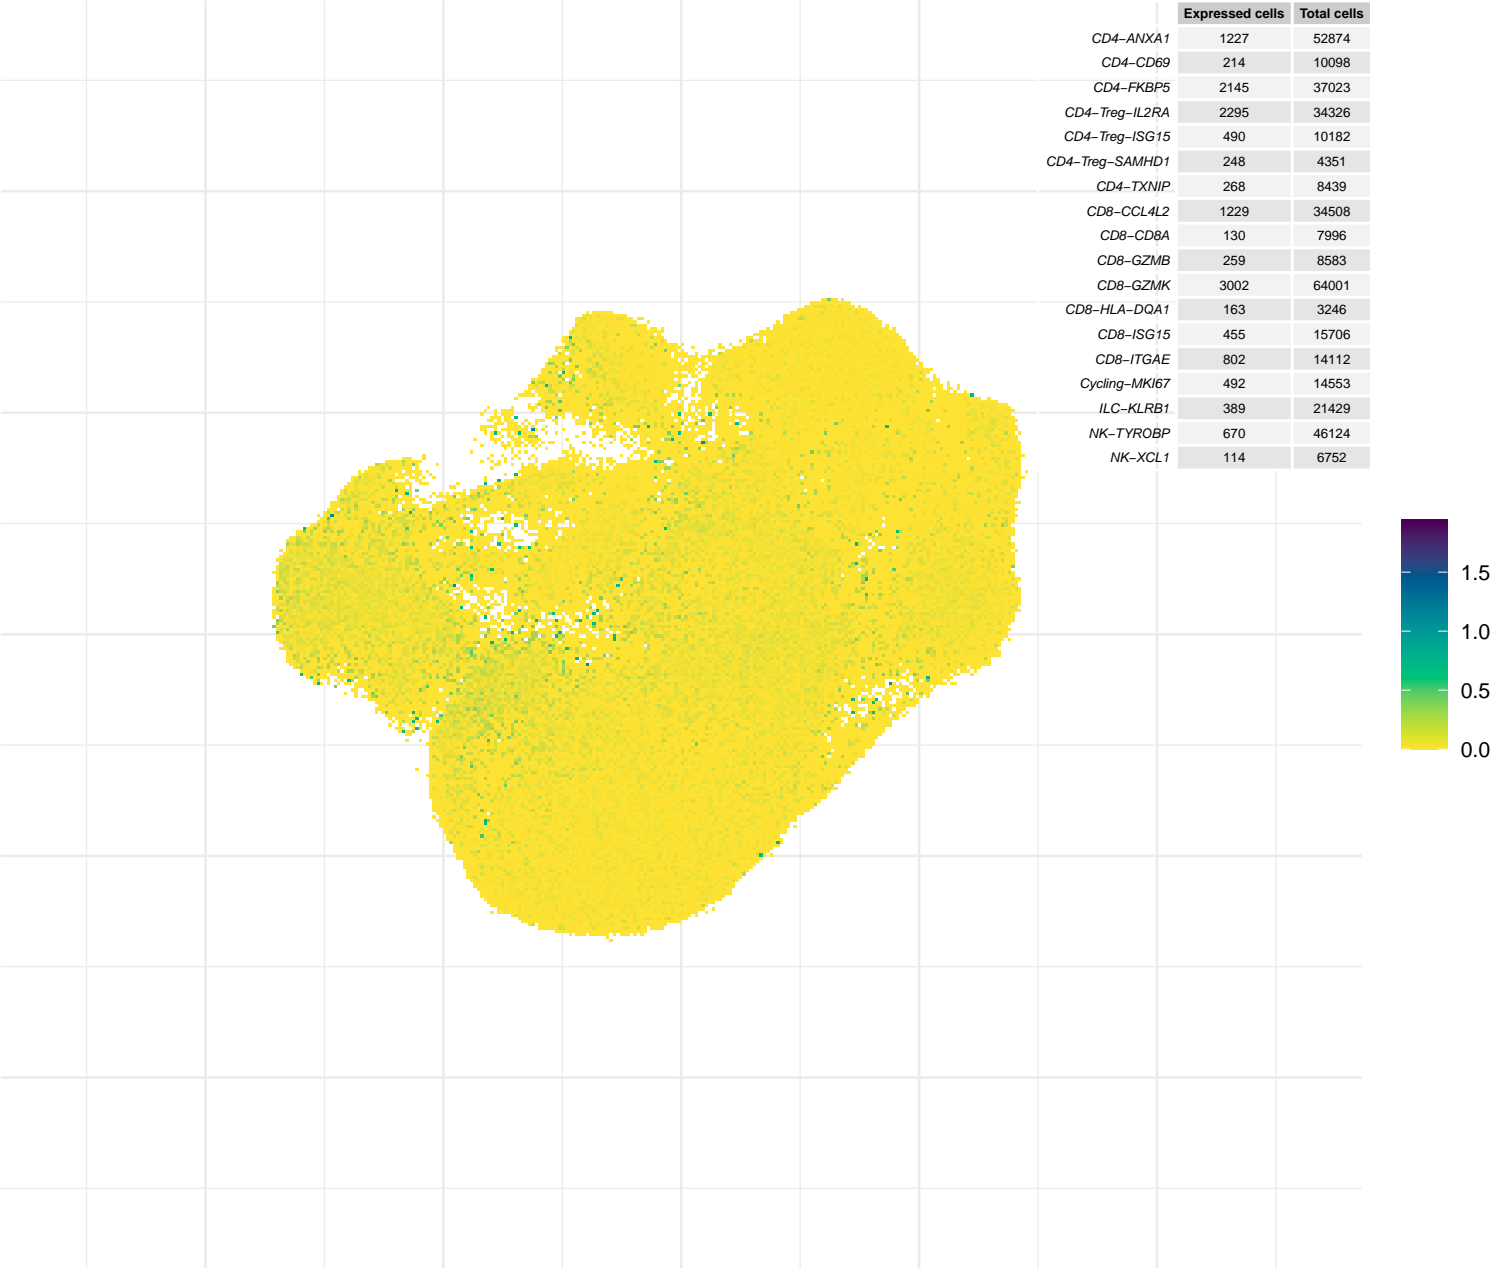 Expressed cells Total cells
CD4−ANXA1 1227 52874
CD4−CD69 214 10098
CD4−FKBP5 2145 37023
CD4−Treg−IL2RA 2295 34326
CD4−Treg−ISG15 490 10182
CD4−Treg−SAMHD1 248 4351
CD4−TXNIP 268 8439
CD8−CCL4L2 1229 34508
CD8−CD8A 130 7996
CD8−GZMB 259 8583
CD8−GZMK 3002 64001
CD8−HLA−DQA1 163 3246
CD8−ISG15 455 15706
CD8−ITGAE 802 14112
Cycling−MKI67 492 14553
ILC−KLRB1 389 21429
NK−TYROBP 670 46124
NK−XCL1 114 6752
1.5
1.0
0.5
0.0